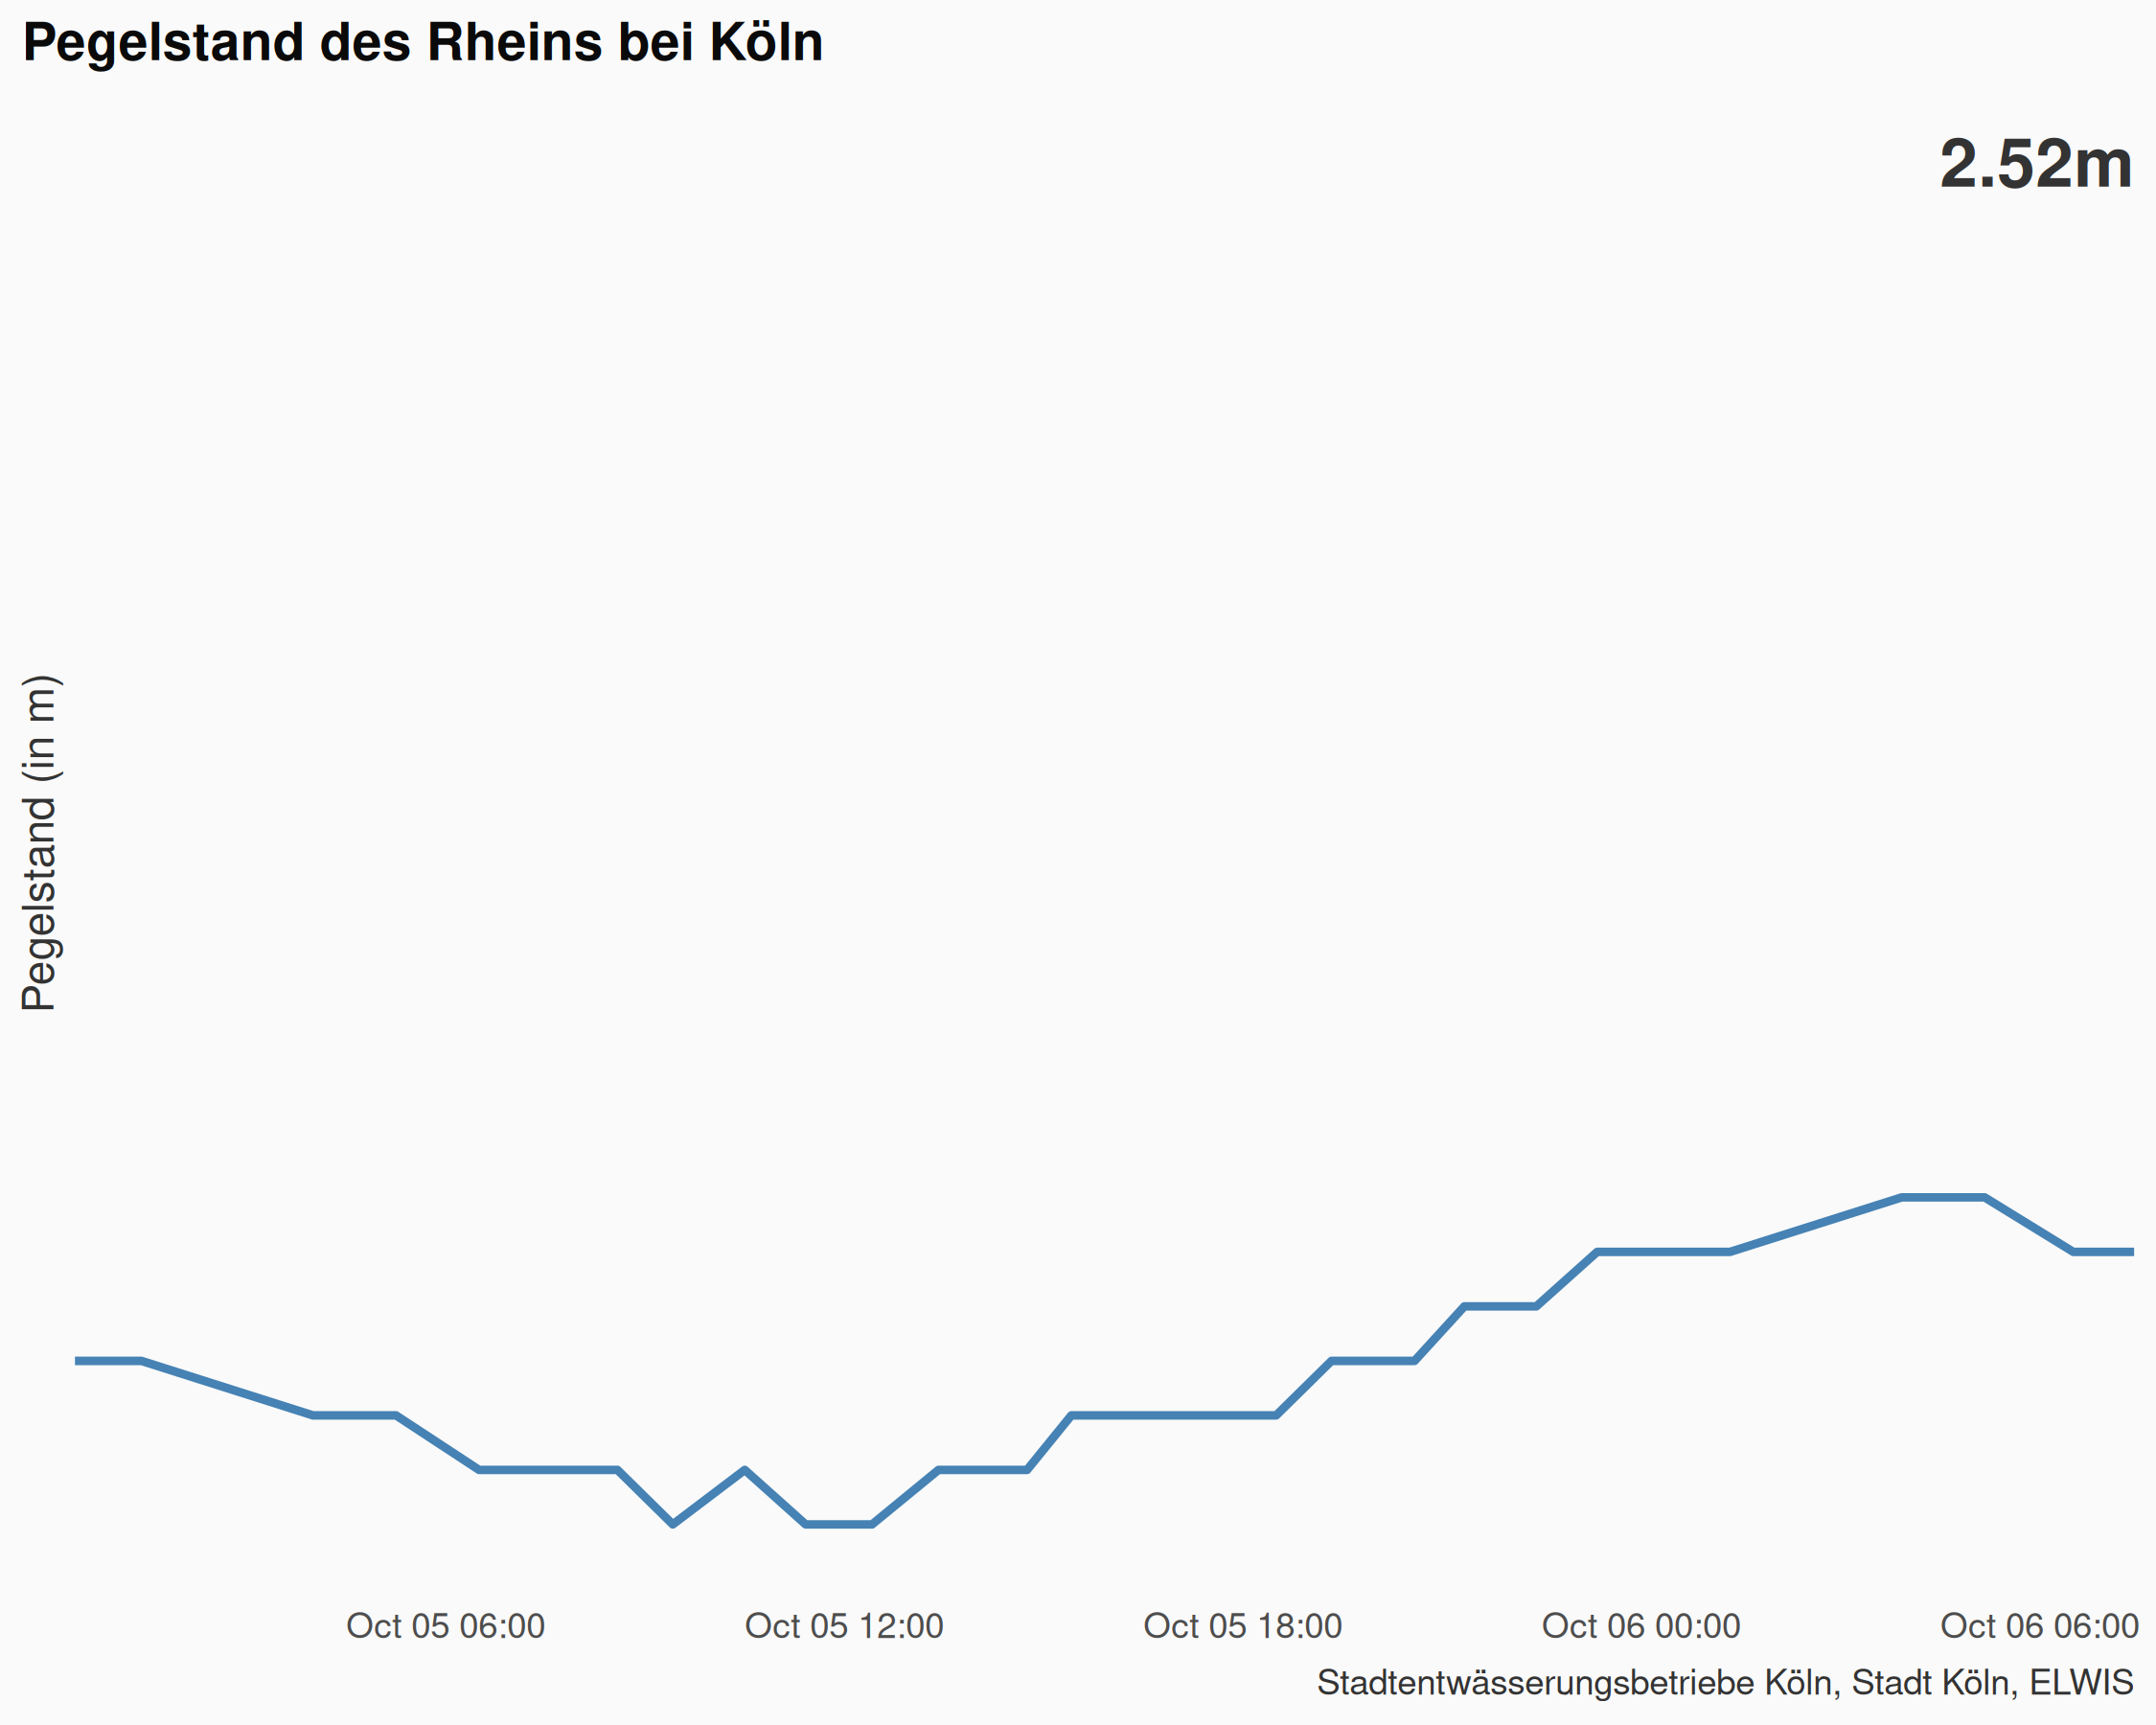 Pegelstand des Rheins bei Köln
2.52m
Pegelstand (in m)
Oct 05 06:00
Oct 05 12:00
Oct 05 18:00
Oct 06 00:00
Oct 06 06:00
Stadtentwässerungsbetriebe Köln, Stadt Köln, ELWIS